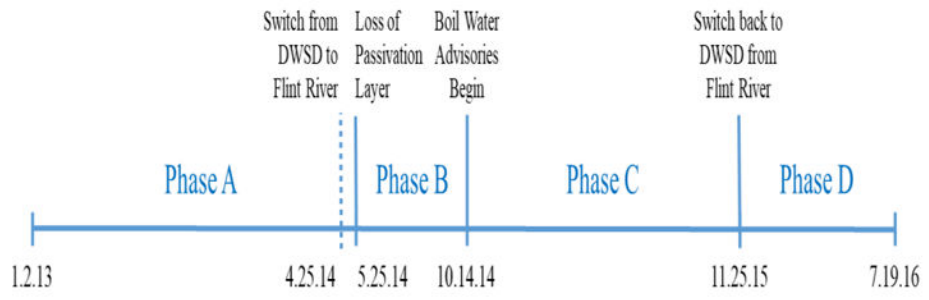 Switch from
DWSD to
Flint River
Loss of
Passivation
Layer
Boil Water
Advisories
Begin
Switch back to
DWSD from
Flint River
Phase A
Phase B
Phase C
Phase D
1.2.13
4.25.14
5.25.14
10.14.14
11.25.15
7.19.16